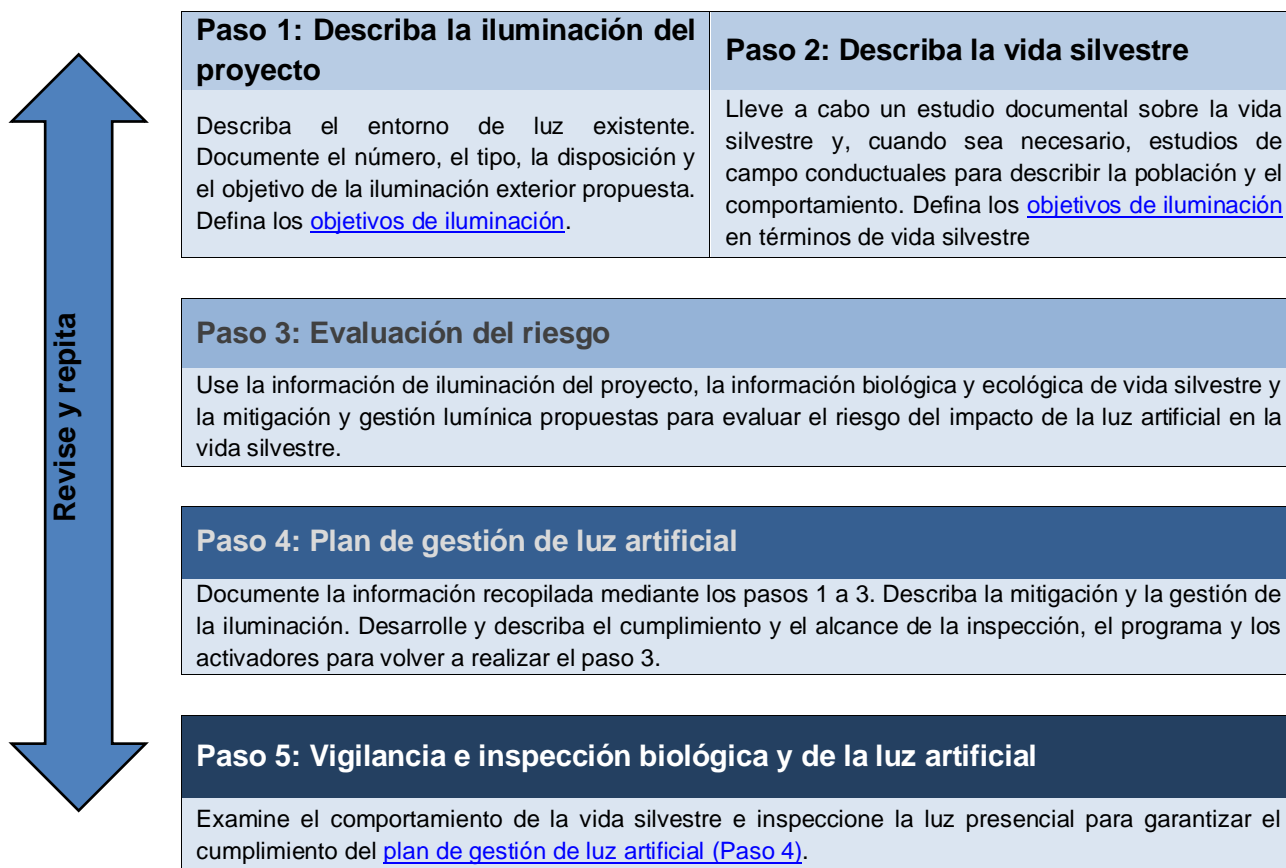 Paso 1: Describa la iluminación del
proyecto
Describa el entorno de luz existente.
Documente el número, el tipo, la disposición y
el objetivo de la iluminación exterior propuesta.
Defina los objetivos de iluminación.
Paso 2: Describa la vida silvestre
Lleve a cabo un estudio documental sobre la vida
silvestre y, cuando sea necesario, estudios de
campo conductuales para describir la población y el
comportamiento. Defina los objetivos de iluminación
en términos de vida silvestre
Revise y repita
Paso 3: Evaluación del riesgo
Use la información de iluminación del proyecto, la información biológica y ecológica de vida silvestre y
la mitigación y gestión lumínica propuestas para evaluar el riesgo del impacto de la luz artificial en la
vida silvestre.
Paso 4: Plan de gestión de luz artificial
Documente la información recopilada mediante los pasos 1 a 3. Describa la mitigación y la gestión de
la iluminación. Desarrolle y describa el cumplimiento y el alcance de la inspección, el programa y los
activadores para volver a realizar el paso 3.
Paso 5: Vigilancia e inspección biológica y de la luz artificial
Examine el comportamiento de la vida silvestre e inspeccione la luz presencial para garantizar el
cumplimiento del plan de gestión de luz artificial (Paso 4).